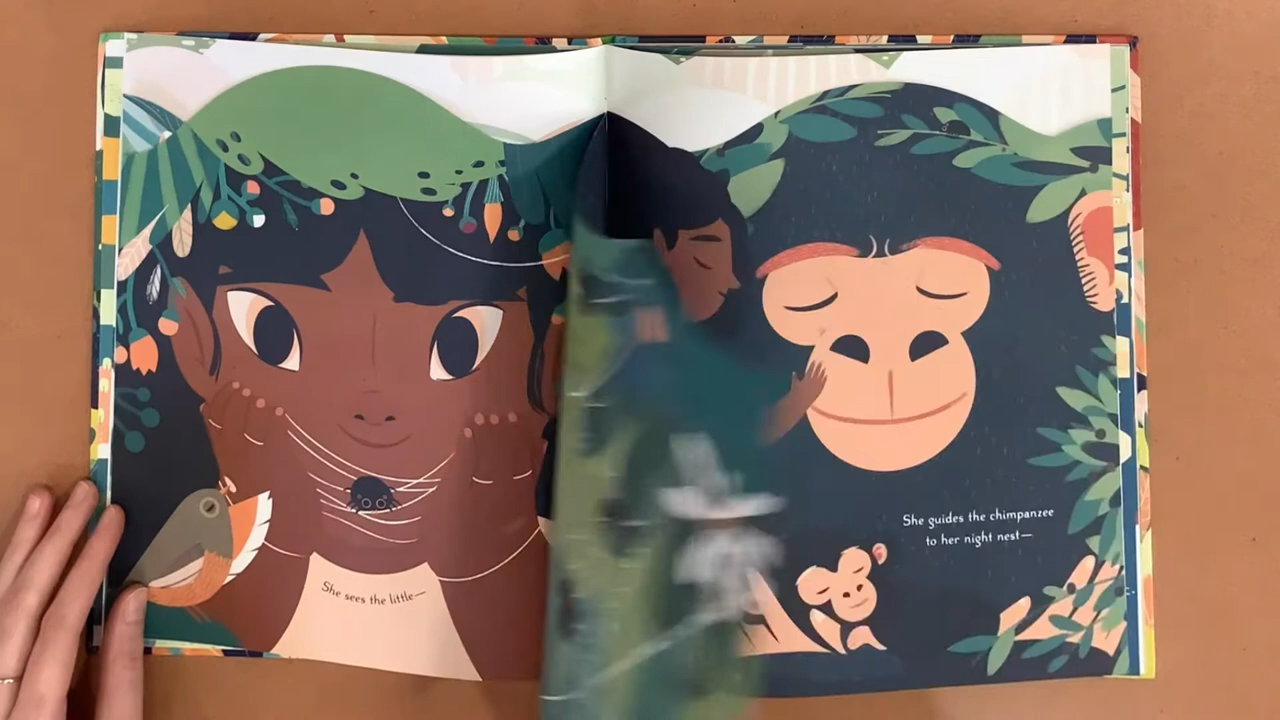 She sees the little—
She guides the chimpanzee
to her night nest—